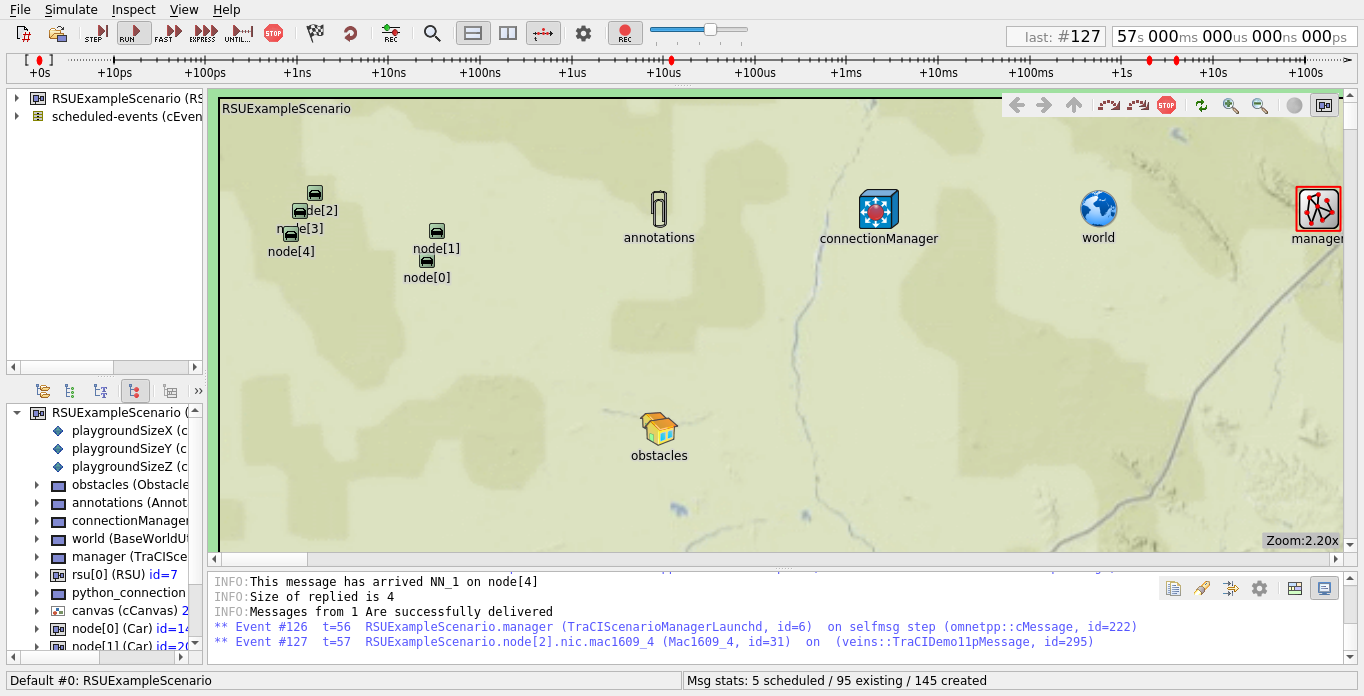 File Simulate Inspect View Help
STEP RUN FAST EXPRESS UNTIL... STOP REC REC last: #127 57s 000ms 000us 000ns 000ps
+0s +10ps +100ps +1ns +10ns +100ns +1us +10us +100us +1ms +10ms +100ms +1s +10s +100s
RSUExampleScenario (RS
scheduled-events (cEven
RSUExampleScenario
STOP
de[2]
node[3]
node[4]
node[1]
node[0]
annotations
connectionManager
world
manager
obstacles
Zoom:2.20x
RSUExampleScenario (
playgroundSizeX (c
playgroundSizeY (c
playgroundSizeZ (c
obstacles (Obstacle
annotations (Annot
connectionManager
world (BaseWorldUt
manager (TraCISce
rsu[0] (RSU) id=7
python_connection
canvas (cCanvas) 2
node[0] (Car) id=14
node[1] (Car) id=20
INFO:This message has arrived NN_1 on node[4]
INFO:Size of replied is 4
INFO:Messages from 1 Are successfully delivered
** Event #126 t=56 RSUExampleScenario.manager (TraCIScenarioManagerLaunchd, id=6) on selfmsg step (omnetpp::cMessage, id=222)
** Event #127 t=57 RSUExampleScenario.node[2].nic.mac1609_4 (Mac1609_4, id=31) on (veins::TraCIDemo11pMessage, id=295)
Default #0: RSUExampleScenario
Msg stats: 5 scheduled / 95 existing / 145 created